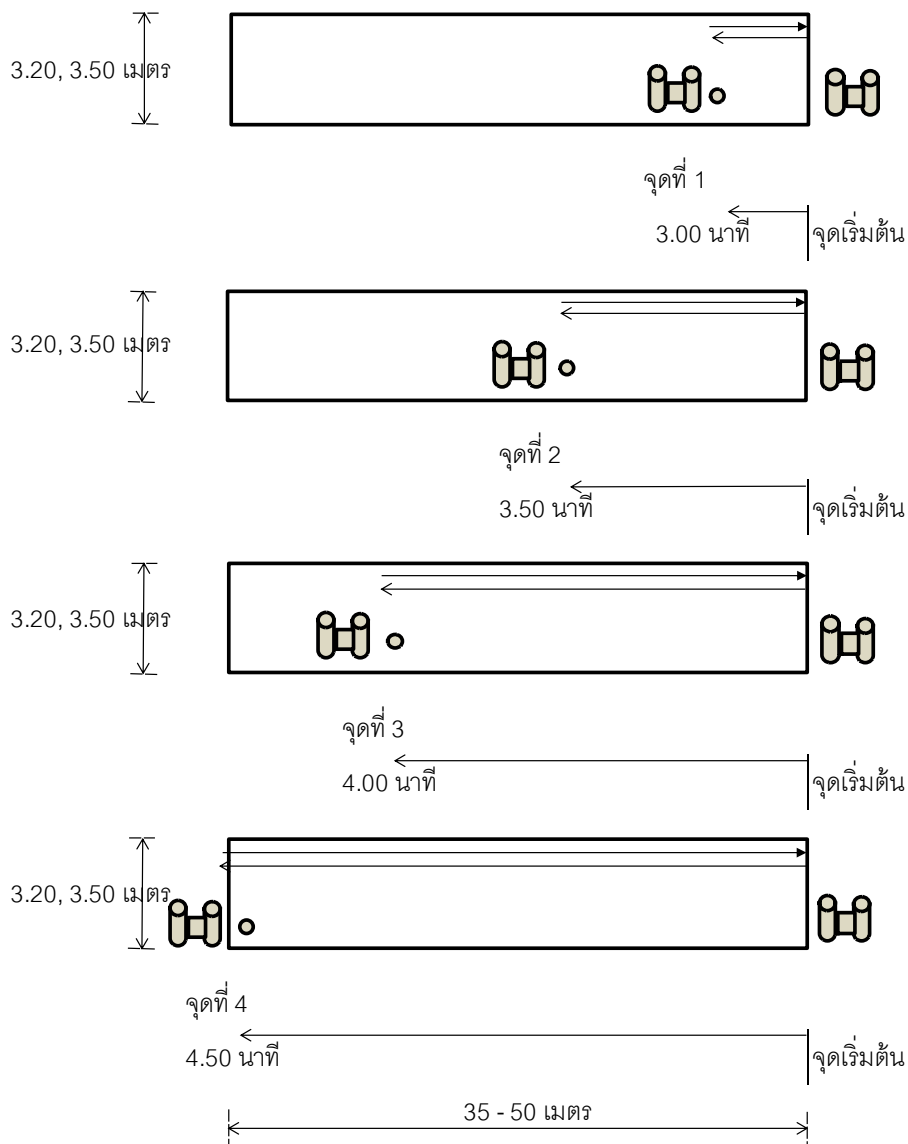 3.20, 3.50 เมตร
จุดที่ 1
3.00 นาที
จุดเริ่มต้น
3.20, 3.50 เมตร
จุดที่ 2
3.50 นาที
จุดเริ่มต้น
3.20, 3.50 เมตร
จุดที่ 3
4.00 นาที
จุดเริ่มต้น
3.20, 3.50 เมตร
จุดที่ 4
4.50 นาที
จุดเริ่มต้น
35 - 50 เมตร